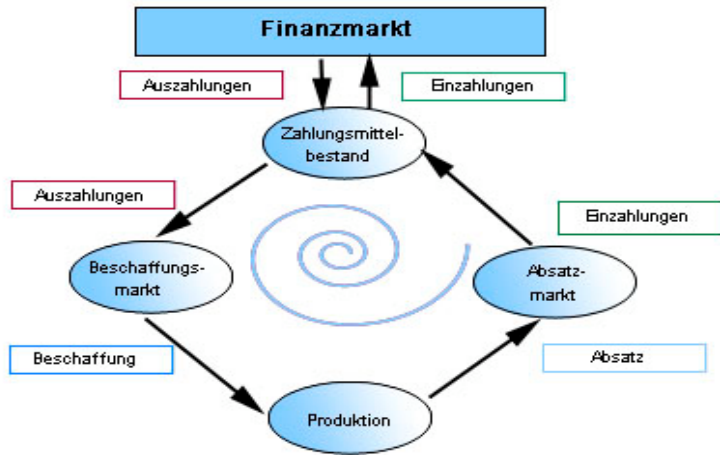 Finanzmarkt
Auszahlungen
Einzahlungen
Zahlungsmittel-
bestand
Auszahlungen
Einzahlungen
Beschaffungs-
markt
Absatz-
markt
Beschaffung
Absatz
Produktion